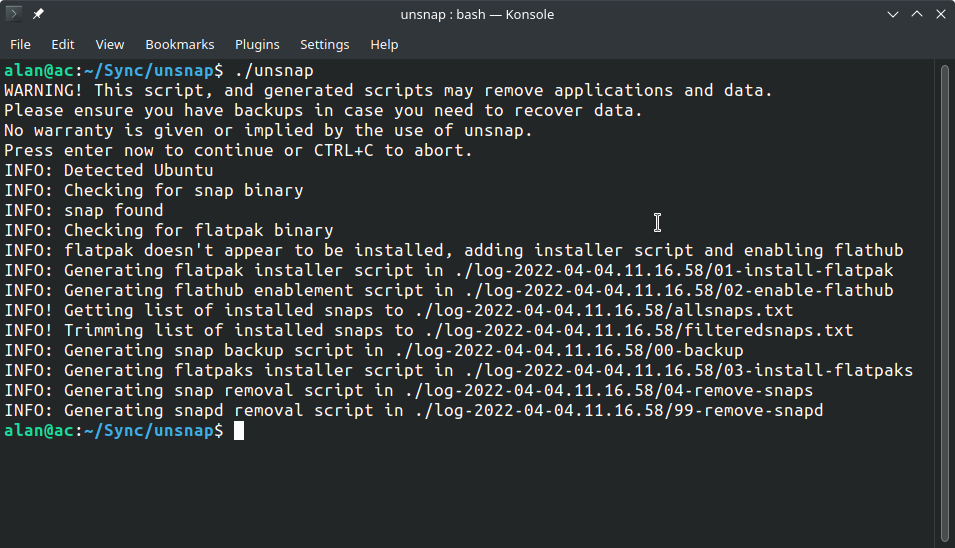 unsnap : bash — Konsole
File Edit View Bookmarks Plugins Settings Help
alan@ac:~/Sync/unsnap$ ./unsnap
WARNING! This script, and generated scripts may remove applications and data.
Please ensure you have backups in case you need to recover data.
No warranty is given or implied by the use of unsnap.
Press enter now to continue or CTRL+C to abort.
INFO: Detected Ubuntu
INFO: Checking for snap binary
INFO: snap found
INFO: Checking for flatpak binary
INFO: flatpak doesn't appear to be installed, adding installer script and enabling flathub
INFO: Generating flatpak installer script in ./log-2022-04-04.11.16.58/01-install-flatpak
INFO: Generating flathub enablement script in ./log-2022-04-04.11.16.58/02-enable-flathub
INFO! Getting list of installed snaps to ./log-2022-04-04.11.16.58/allsnaps.txt
INFO! Trimming list of installed snaps to ./log-2022-04-04.11.16.58/filteredsnaps.txt
INFO: Generating snap backup script in ./log-2022-04-04.11.16.58/00-backup
INFO: Generating flatpaks installer script in ./log-2022-04-04.11.16.58/03-install-flatpaks
INFO: Generating snap removal script in ./log-2022-04-04.11.16.58/04-remove-snaps
INFO: Generating snapd removal script in ./log-2022-04-04.11.16.58/99-remove-snapd
alan@ac:~/Sync/unsnap$